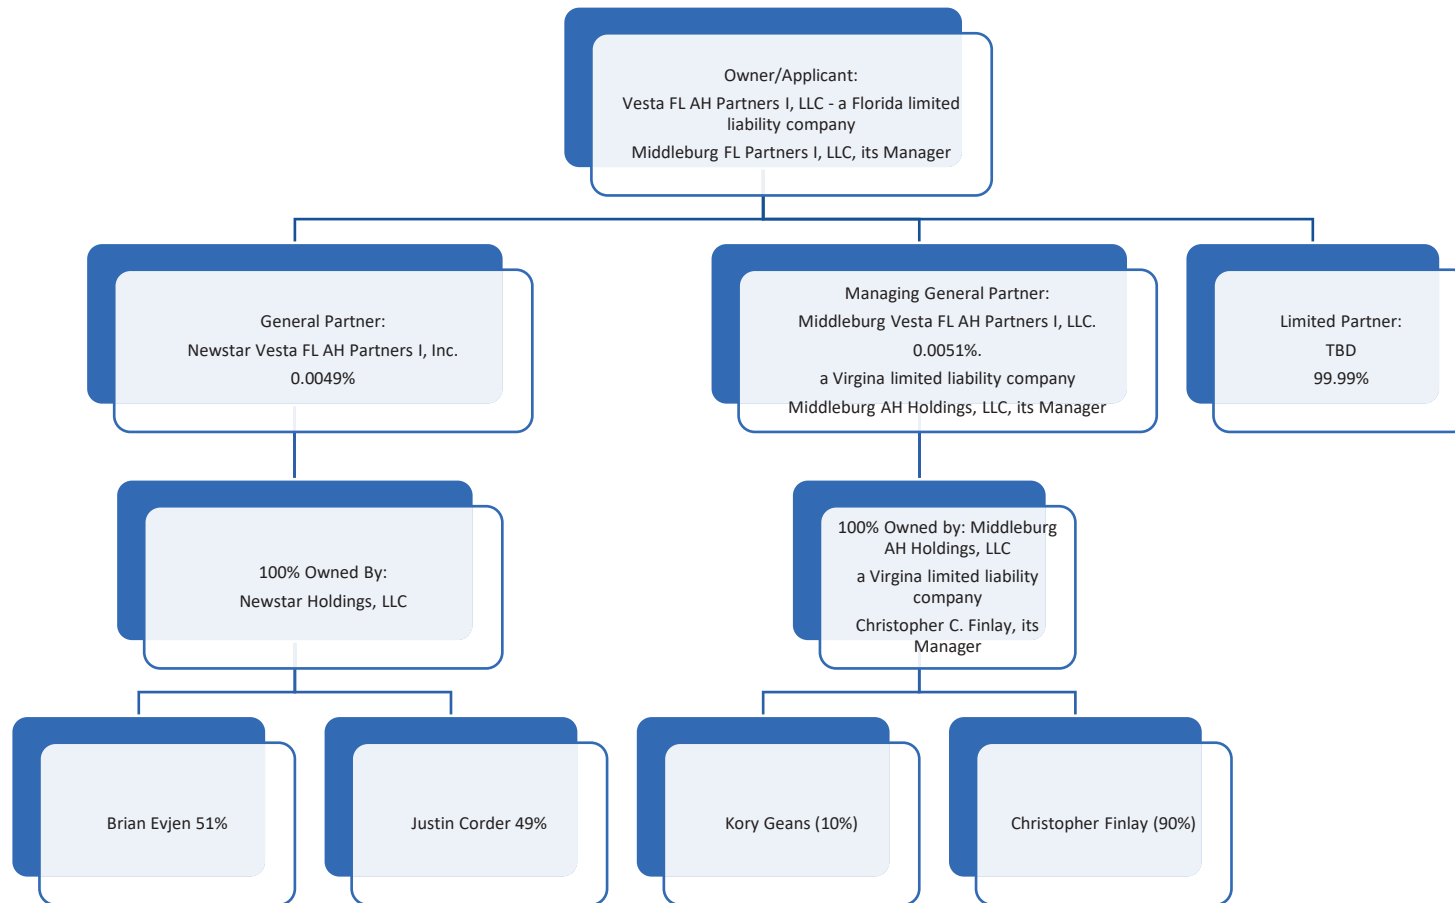 Owner/Applicant:
Vesta FL AH Partners I, LLC - a Florida limited
liability company
Middleburg FL Partners I, LLC, its Manager
General Partner:
Newstar Vesta FL AH Partners I, Inc.
0.0049%
Managing General Partner:
Middleburg Vesta FL AH Partners I, LLC.
0.0051%.
a Virgina limited liability company
Middleburg AH Holdings, LLC, its Manager
Limited Partner:
TBD
99.99%
100% Owned By:
Newstar Holdings, LLC
100% Owned by: Middleburg
AH Holdings, LLC
a Virgina limited liability
company
Christopher C. Finlay, its
Manager
Brian Evjen 51%
Justin Corder 49%
Kory Geans (10%)
Christopher Finlay (90%)